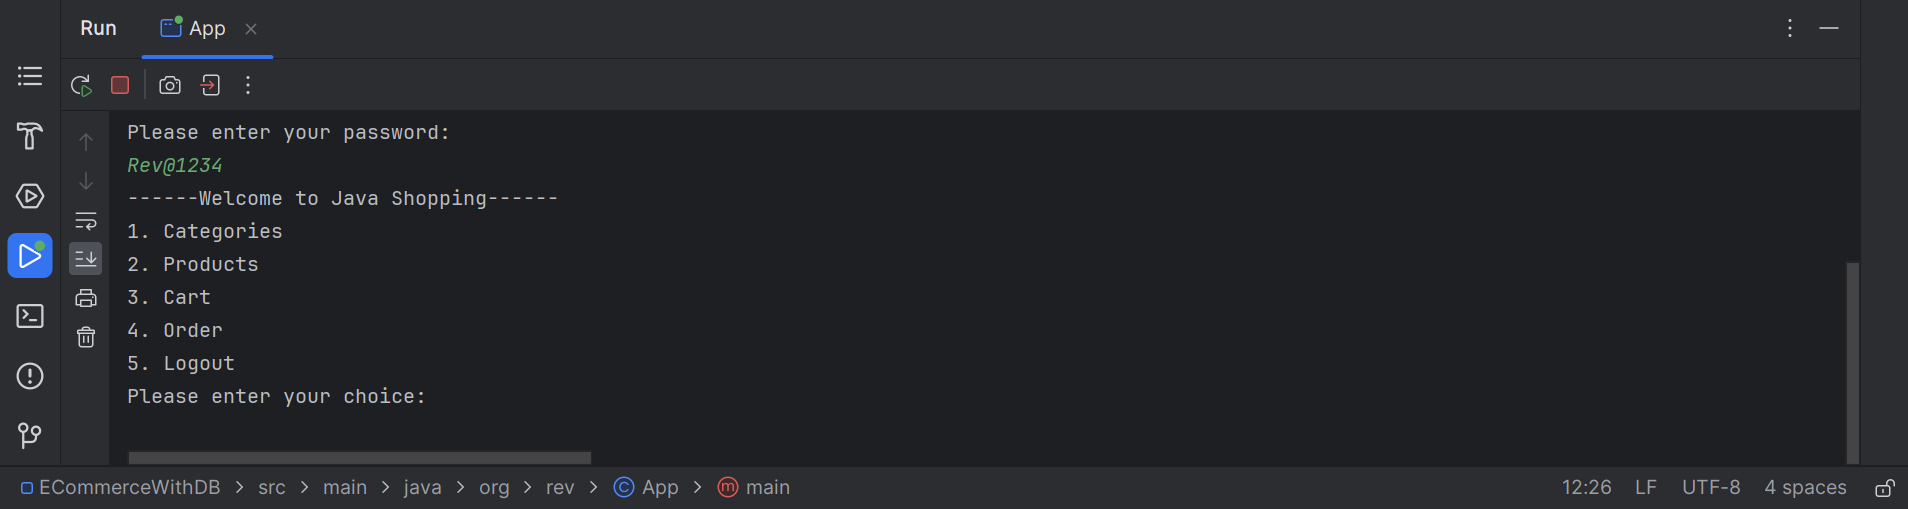 Run App
Please enter your password:
Rev@1234
------Welcome to Java Shopping------
1. Categories
2. Products
3. Cart
4. Order
5. Logout
Please enter your choice:
ECommerceWithDB > src > main > java > org > rev > App > main 12:26 LF UTF-8 4 spaces